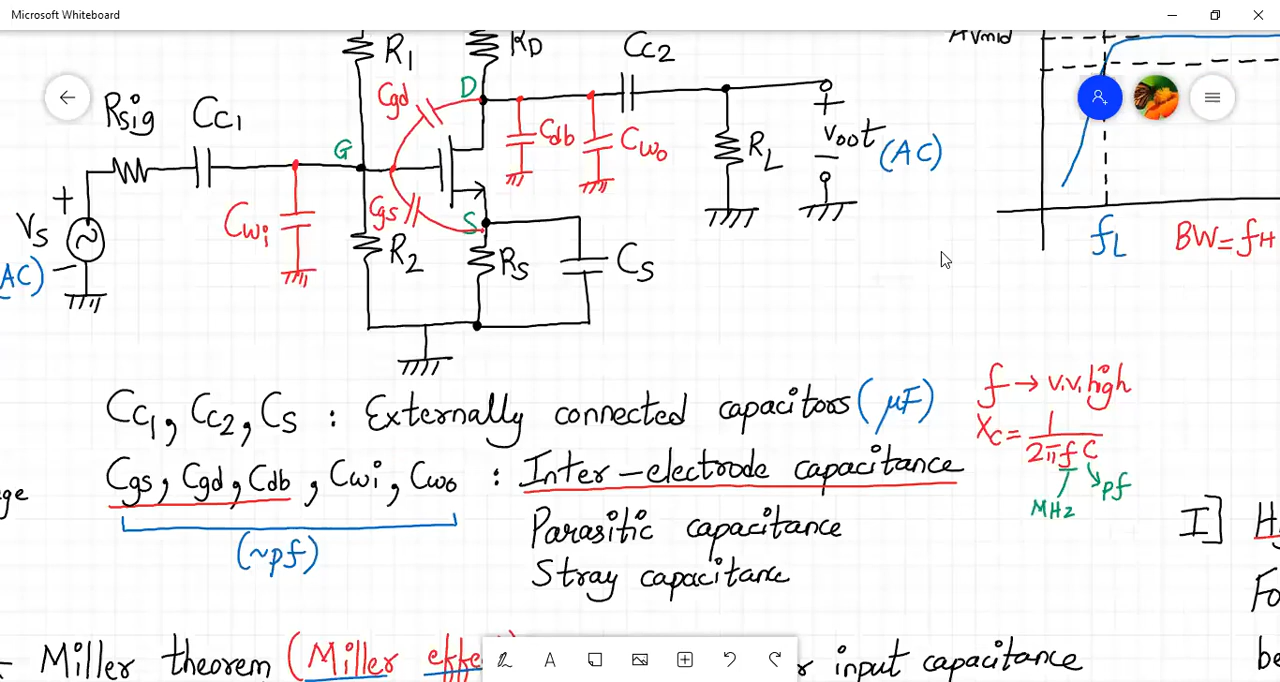 Microsoft Whiteboard
R1
RD
CC2
AVmid
Cgd
D
Rsig
CC1
G
Cdb
Cwo
RL
+
Vout (AC)
-
+
Vs
(AC)
-
Cwi
Cgs
S
R2
Rs
Cs
fL
BW=fH
CC1, CC2, Cs : Externally connected capacitors (μF)
f → v.v.high
Xc = 1 / 2πfC
MHz
pf
Cgs, Cgd, Cdb, Cwi, Cwo : Inter-electrode capacitance
(~pf)
Parasitic capacitance
Stray capacitance
I]
Miller theorem (Miller
input capacitance